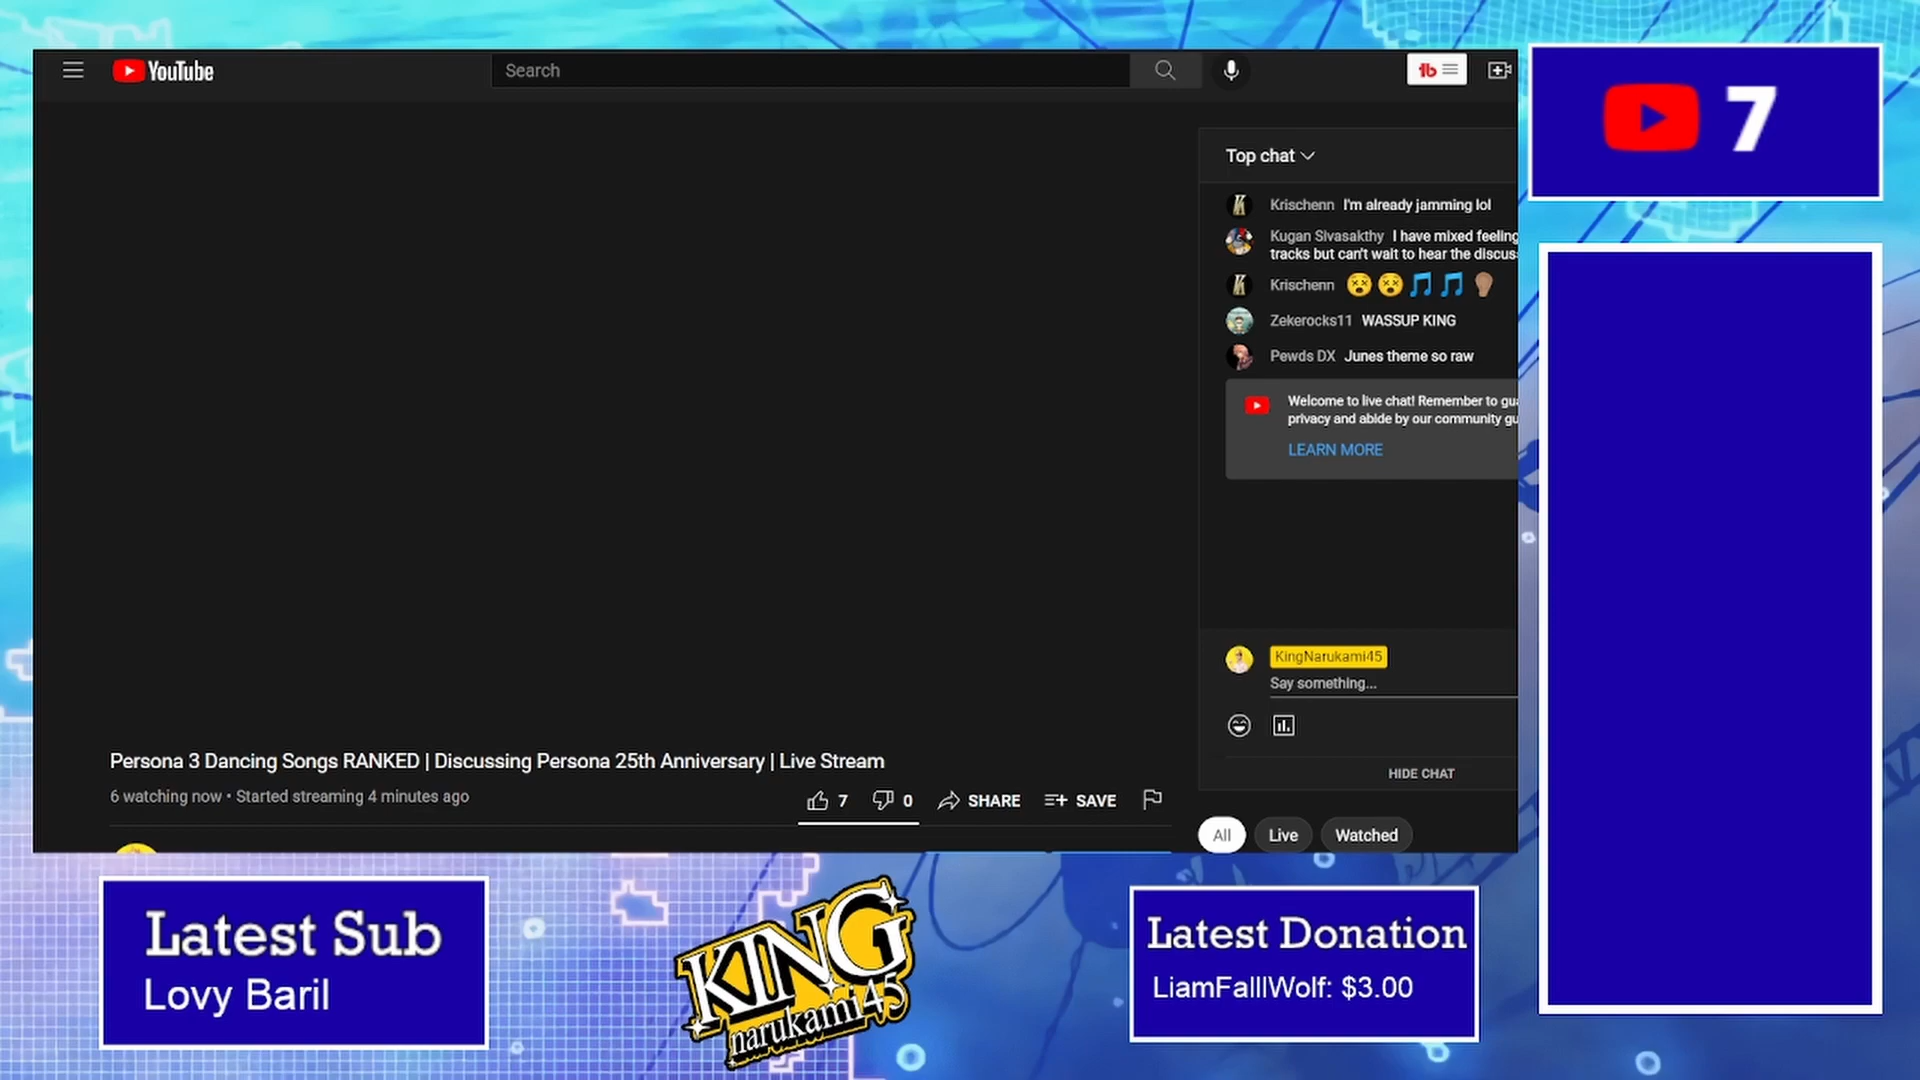 YouTube
Search
7
Top chat
Krischenn I'm already jamming lol
Kugan Sivasakthy I have mixed feeling
tracks but can't wait to hear the discus
Krischenn 😵😵🎵🎵👂🏽
Zekerocks11 WASSUP KING
Pewds DX Junes theme so raw
Welcome to live chat! Remember to gua
privacy and abide by our community gu
LEARN MORE
KingNarukami45
Say something...
HIDE CHAT
Persona 3 Dancing Songs RANKED | Discussing Persona 25th Anniversary | Live Stream
6 watching now • Started streaming 4 minutes ago
7 0 SHARE SAVE
All Live Watched
Latest Sub
Lovy Baril
KING
narukami45
Latest Donation
LiamFalllWolf: $3.00